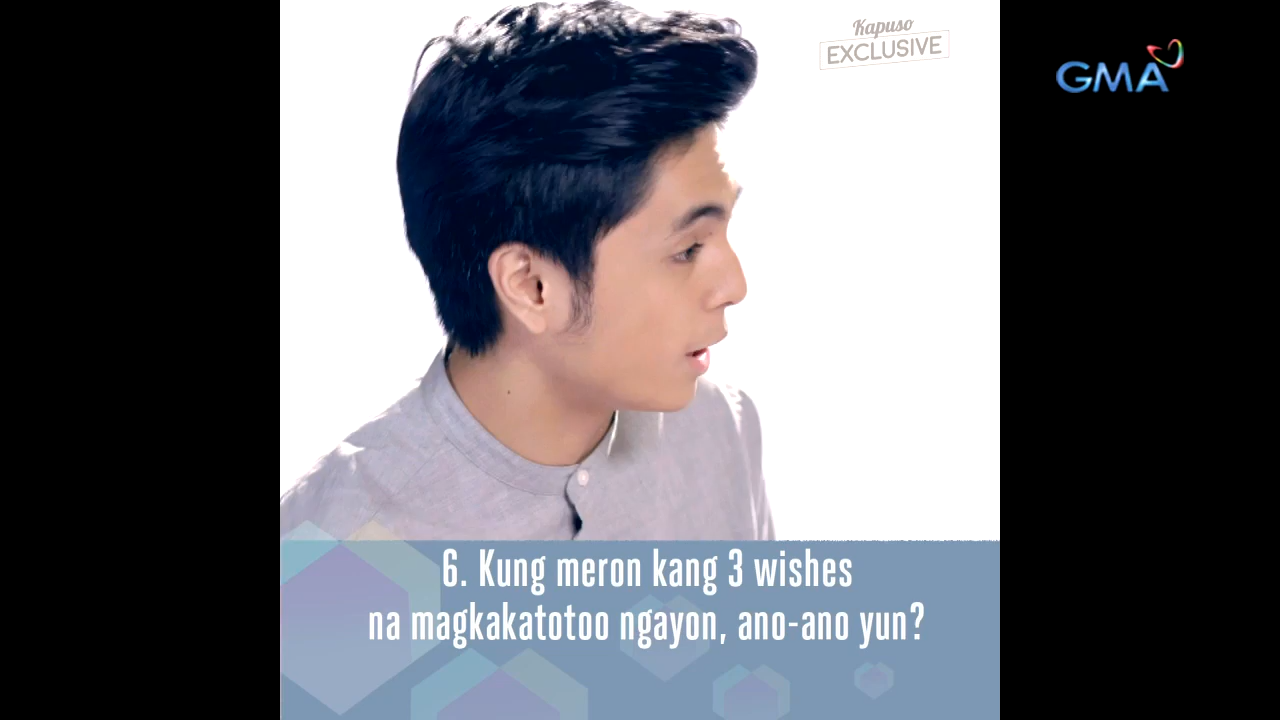 Kapuso
EXCLUSIVE
GMA
6. Kung meron kang 3 wishes
na magkakatotoo ngayon, ano-ano yun?